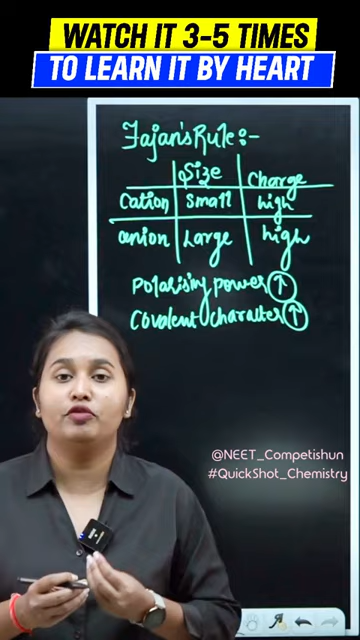 WATCH IT 3-5 TIMES
TO LEARN IT BY HEART
Fajan's Rule:-
Size Charge
Cation Small high
anion Large high
Polarising power ↑
Covalent character ↑
@NEET_Competishun
#QuickShot_Chemistry